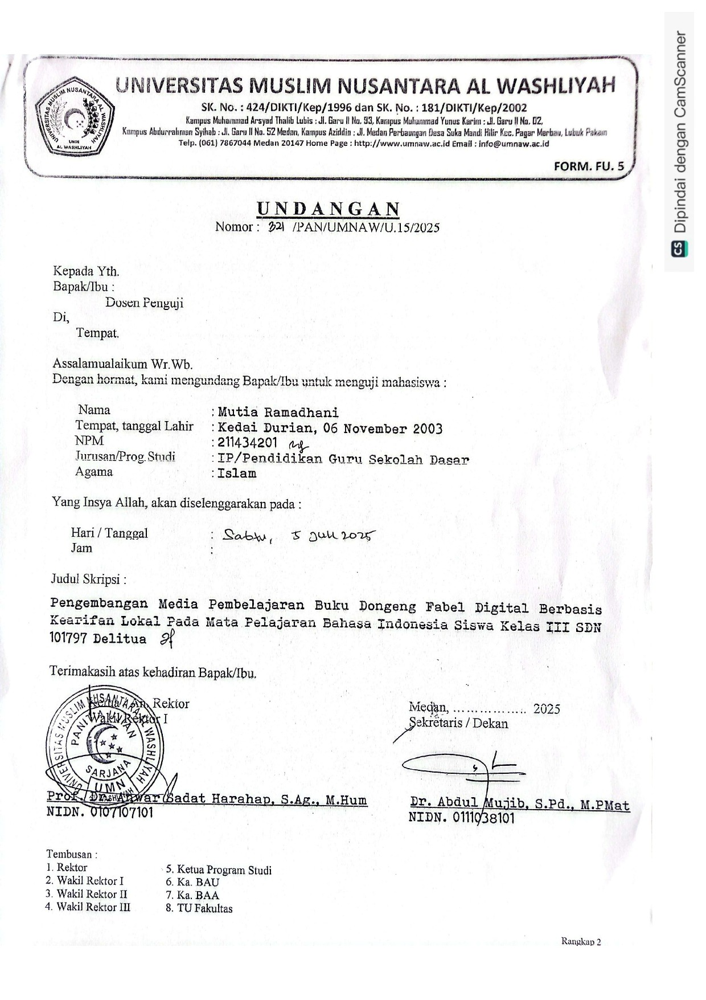 UNIVERSITAS MUSLIM NUSANTARA AL WASHLIYAH
SK. No. : 424/DIKTI/Kep/1996 dan SK. No. : 181/DIKTI/Kep/2002
Kampus Muhammad Arsyad Thalib Lubis : Jl. Garu II No. 93, Kampus Muhammad Yunus Karim : Jl. Garu II No. 02,
Kampus Abdurrahman Syihab : Jl. Garu II No. 52 Medan, Kampus Aziddin : Jl. Medan Perbaungan Desa Suka Mandi Hilir Kec. Pagar Merbau, Lubuk Pakam
Telp. (061) 7867044 Medan 20147 Home Page : http://www.umnaw.ac.id Email : info@umnaw.ac.id
FORM. FU. 5
UNIVERSITAS MUSLIM NUSANTARA AL WASHLIYAH
UMN
AL WASHLIYAH
UNDANGAN
Nomor : 321 /PAN/UMNAW/U.15/2025
Kepada Yth.
Bapak/Ibu :
Dosen Penguji
Di,
Tempat.
Assalamualaikum Wr.Wb.
Dengan hormat, kami mengundang Bapak/Ibu untuk menguji mahasiswa :
Nama : Mutia Ramadhani
Tempat, tanggal Lahir : Kedai Durian, 06 November 2003
NPM : 211434201
Jurusan/Prog.Studi : IP/Pendidikan Guru Sekolah Dasar
Agama : Islam
Yang Insya Allah, akan diselenggarakan pada :
Hari / Tanggal : Sabtu, 5 Juli 2025
Jam :
Judul Skripsi :
Pengembangan Media Pembelajaran Buku Dongeng Fabel Digital Berbasis
Kearifan Lokal Pada Mata Pelajaran Bahasa Indonesia Siswa Kelas III SDN
101797 Delitua
Terimakasih atas kehadiran Bapak/Ibu.
Ketua/An. Rektor
Wakil Rektor I
UNIVERSITAS MUSLIM NUSANTARA AL WASHLIYAH
PANITIA UJIAN
SARJANA
UMN
Prof. Dr. Anwar Sadat Harahap, S.Ag., M.Hum
NIDN. 0107107101
Medan, ................. 2025
Sekretaris / Dekan
Dr. Abdul Mujib, S.Pd., M.PMat
NIDN. 0111038101
Tembusan :
1. Rektor
2. Wakil Rektor I
3. Wakil Rektor II
4. Wakil Rektor III
5. Ketua Program Studi
6. Ka. BAU
7. Ka. BAA
8. TU Fakultas
Rangkap 2
CS Dipindai dengan CamScanner